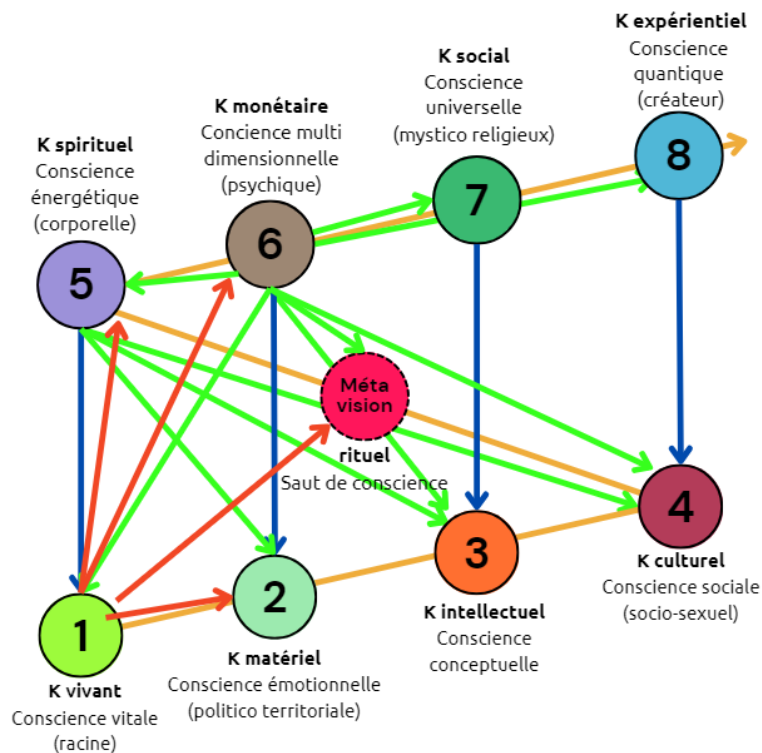 K expérientiel
Conscience
quantique
(créateur)
8
K social
Conscience
universelle
(mystico religieux)
7
K monétaire
Concience multi
dimensionnelle
(psychique)
6
K spirituel
Conscience
énergétique
(corporelle)
5
Méta
vision
rituel
Saut de conscience
4
K culturel
Conscience sociale
(socio-sexuel)
3
K intellectuel
Conscience
conceptuelle
2
K matériel
Conscience émotionnelle
(politico territoriale)
1
K vivant
Conscience vitale
(racine)